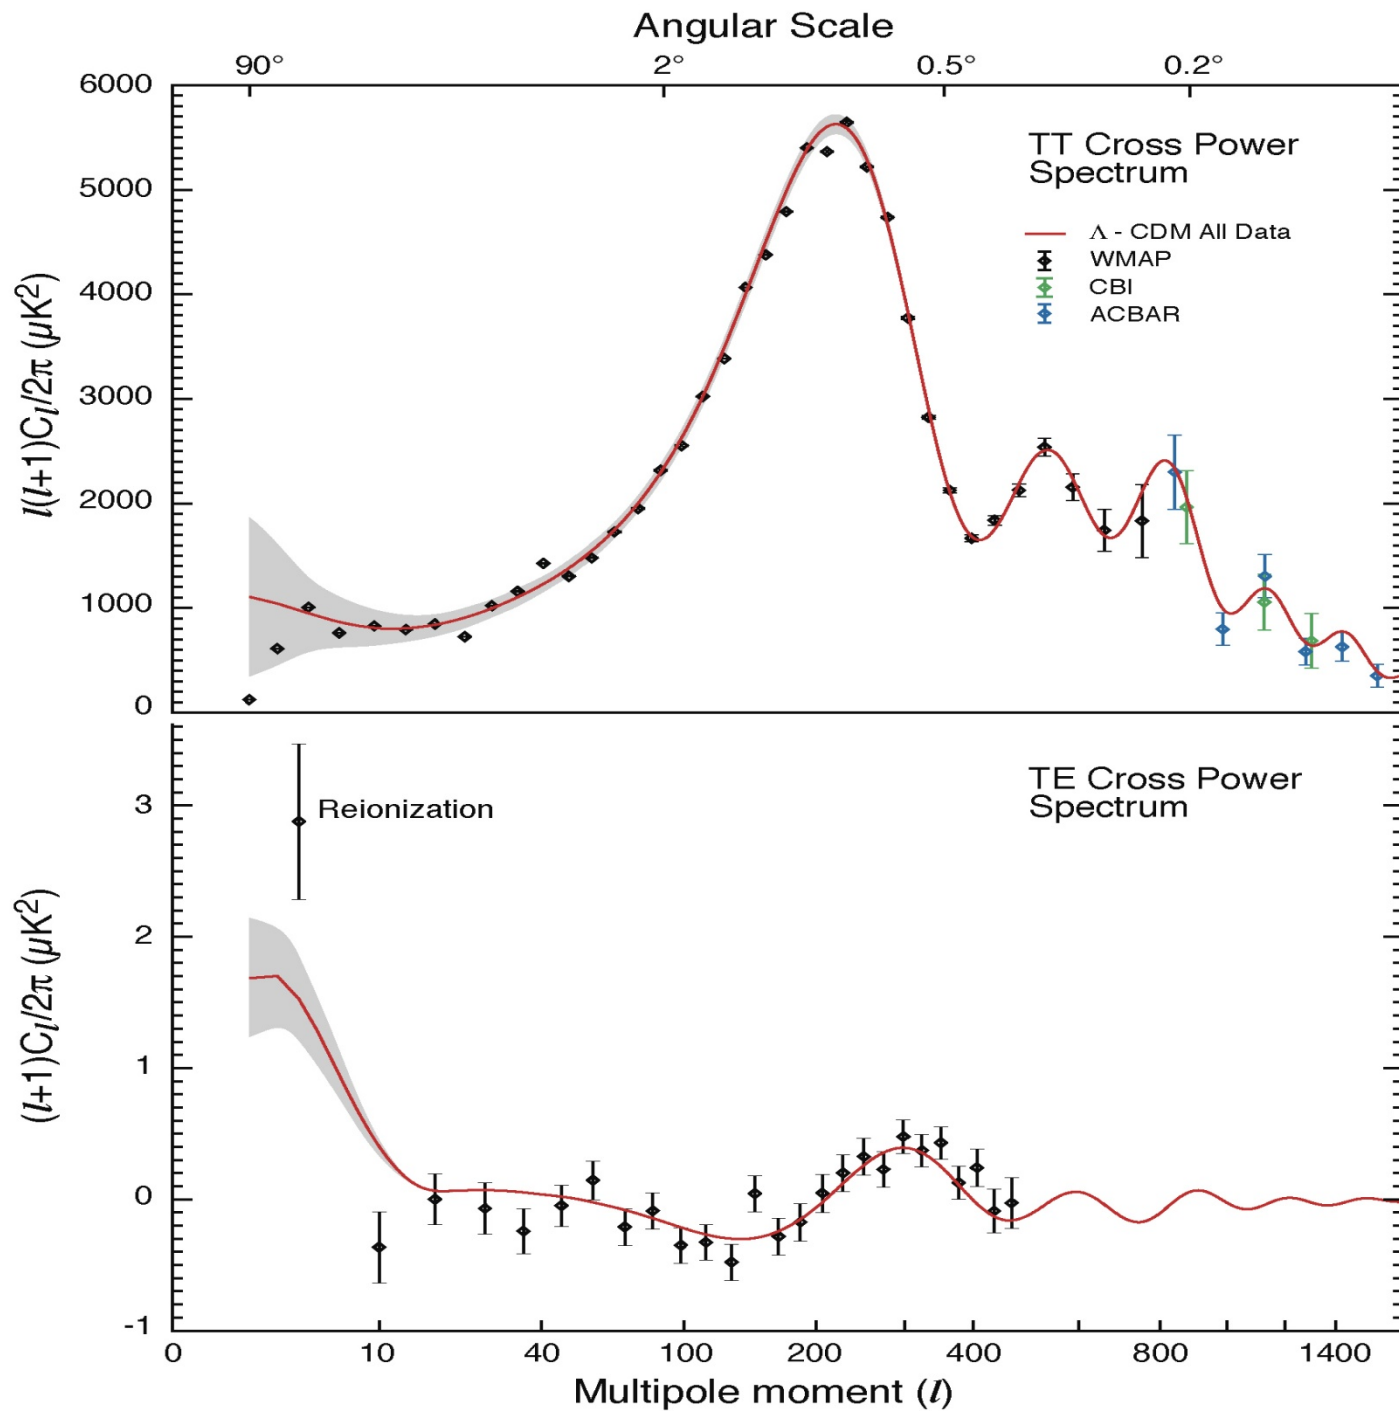 Angular Scale
90° 2° 0.5° 0.2°
6000
5000
4000
3000
2000
1000
0
l(l+1)Cl/2π (µK2)
TT Cross Power
Spectrum
Λ - CDM All Data
WMAP
CBI
ACBAR
3
2
1
0
-1
(l+1)Cl/2π (µK2)
Reionization
TE Cross Power
Spectrum
0 10 40 100 200 400 800 1400
Multipole moment (l)